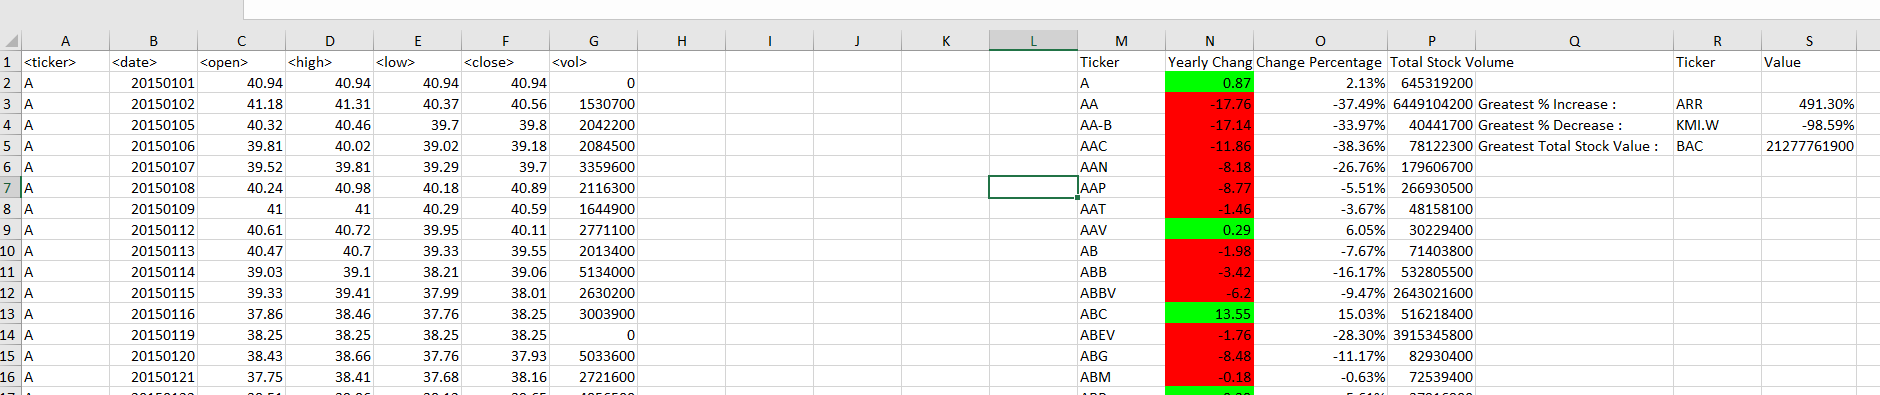 A B C D E F G H I J K L M N O P Q R S
1 <ticker> <date> <open> <high> <low> <close> <vol> Ticker Yearly Chang Change Percentage Total Stock Volume Ticker Value
2 A 20150101 40.94 40.94 40.94 40.94 0 A 0.87 2.13% 645319200
3 A 20150102 41.18 41.31 40.37 40.56 1530700 AA -17.76 -37.49% 6449104200 Greatest % Increase : ARR 491.30%
4 A 20150105 40.32 40.46 39.7 39.8 2042200 AA-B -17.14 -33.97% 40441700 Greatest % Decrease : KMI.W -98.59%
5 A 20150106 39.81 40.02 39.02 39.18 2084500 AAC -11.86 -38.36% 78122300 Greatest Total Stock Value : BAC 21277761900
6 A 20150107 39.52 39.81 39.29 39.7 3359600 AAN -8.18 -26.76% 179606700
7 A 20150108 40.24 40.98 40.18 40.89 2116300 AAP -8.77 -5.51% 266930500
8 A 20150109 41 41 40.29 40.59 1644900 AAT -1.46 -3.67% 48158100
9 A 20150112 40.61 40.72 39.95 40.11 2771100 AAV 0.29 6.05% 30229400
10 A 20150113 40.47 40.7 39.33 39.55 2013400 AB -1.98 -7.67% 71403800
11 A 20150114 39.03 39.1 38.21 39.06 5134000 ABB -3.42 -16.17% 532805500
12 A 20150115 39.33 39.41 37.99 38.01 2630200 ABBV -6.2 -9.47% 2643021600
13 A 20150116 37.86 38.46 37.76 38.25 3003900 ABC 13.55 15.03% 516218400
14 A 20150119 38.25 38.25 38.25 38.25 0 ABEV -1.76 -28.30% 3915345800
15 A 20150120 38.43 38.66 37.76 37.93 5033600 ABG -8.48 -11.17% 82930400
16 A 20150121 37.75 38.41 37.68 38.16 2721600 ABM -0.18 -0.63% 72539400